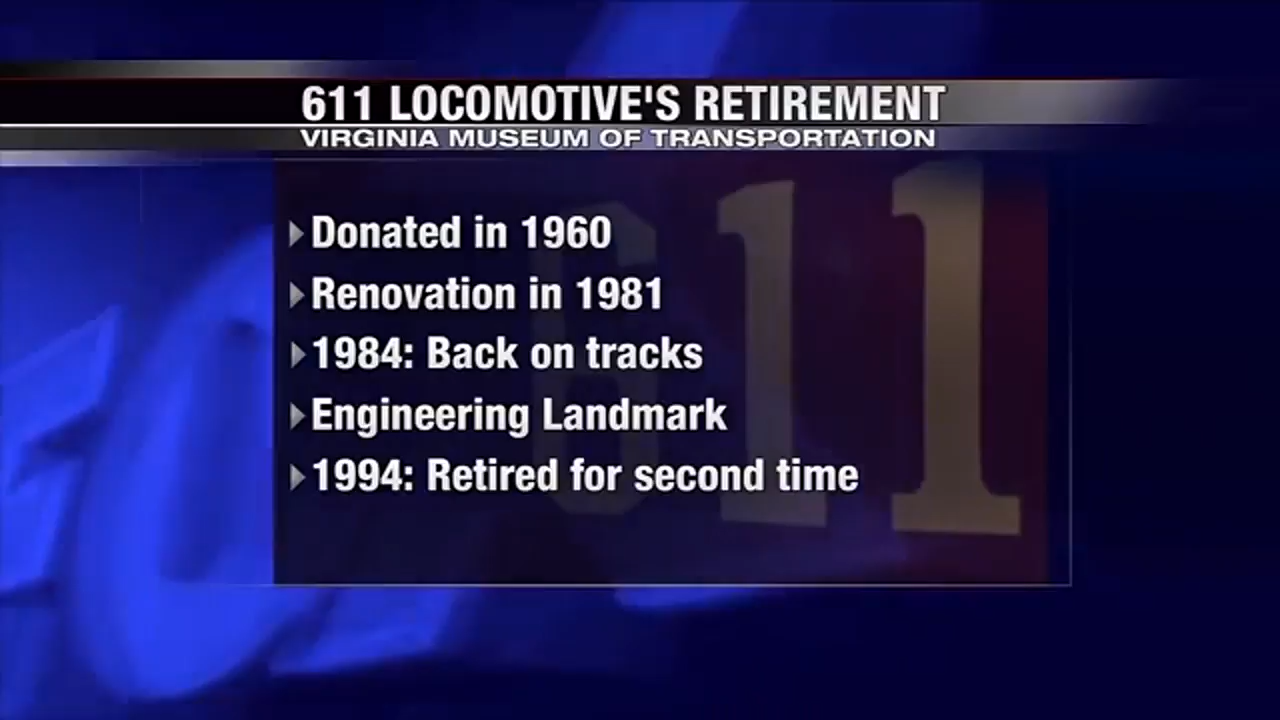 611 LOCOMOTIVE'S RETIREMENT
VIRGINIA MUSEUM OF TRANSPORTATION
Donated in 1960
Renovation in 1981
1984: Back on tracks
Engineering Landmark
1994: Retired for second time
611